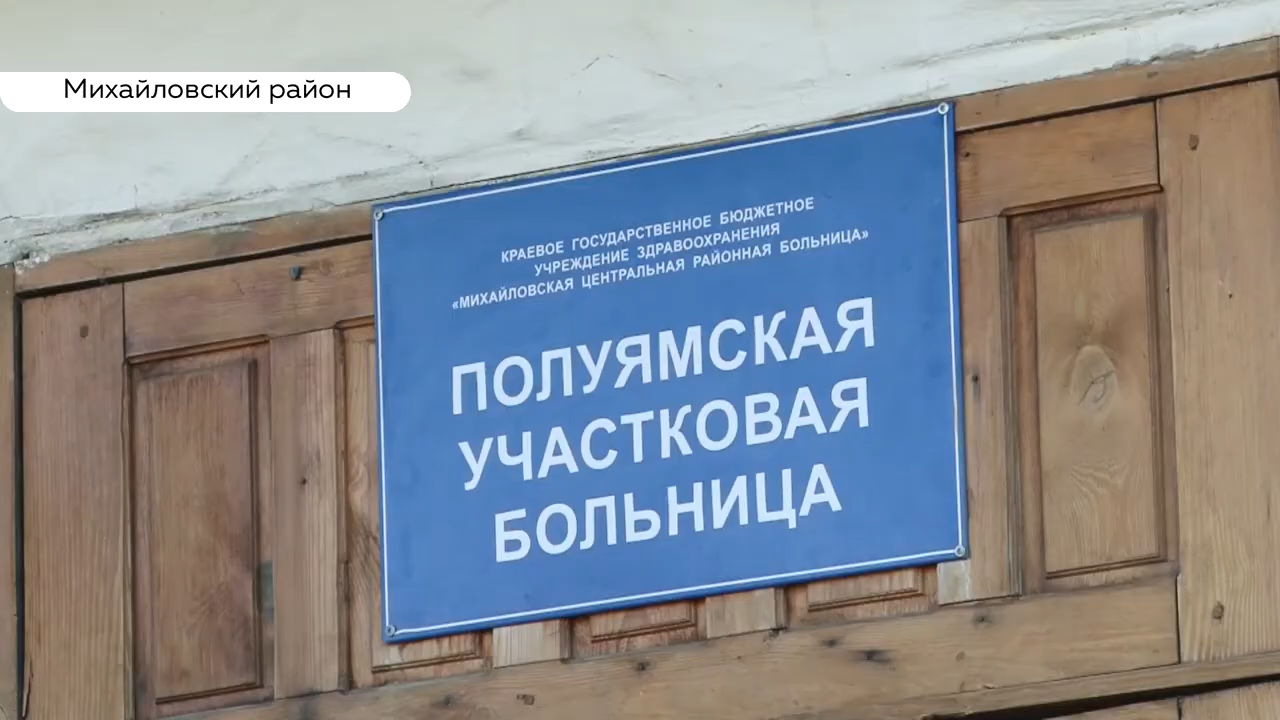 Михайловский район
КРАЕВОЕ ГОСУДАРСТВЕННОЕ БЮДЖЕТНОЕ
УЧРЕЖДЕНИЕ ЗДРАВООХРАНЕНИЯ
«МИХАЙЛОВСКАЯ ЦЕНТРАЛЬНАЯ РАЙОННАЯ БОЛЬНИЦА»
ПОЛУЯМСКАЯ
УЧАСТКОВАЯ
БОЛЬНИЦА